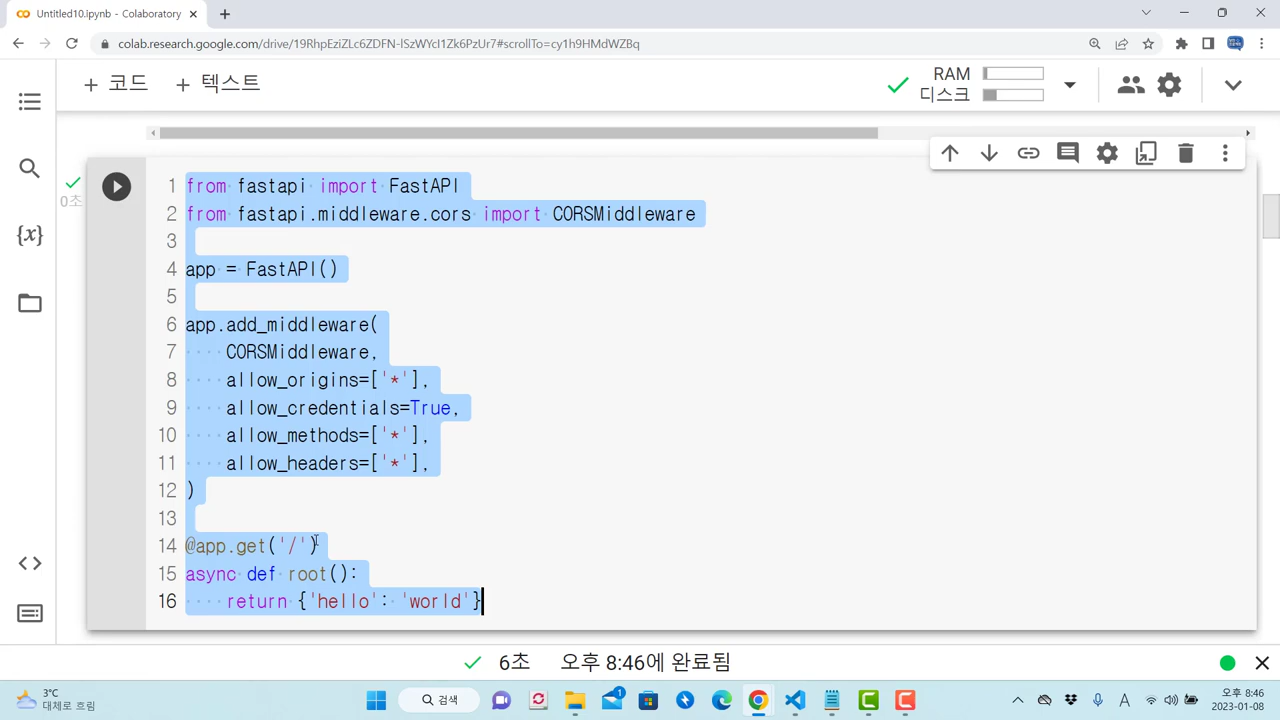 Untitled10.ipynb - Colaboratory
colab.research.google.com/drive/19RhpEziZLc6ZDFN-lSzWYcI1Zk6PzUr7#scrollTo=cy1h9HMdWZBq
+ 코드 + 텍스트
RAM
디스크
0초
{x}
1 from fastapi import FastAPI
2 from fastapi.middleware.cors import CORSMiddleware
3
4 app = FastAPI()
5
6 app.add_middleware(
7 CORSMiddleware,
8 allow_origins=['*'],
9 allow_credentials=True,
10 allow_methods=['*'],
11 allow_headers=['*'],
12 )
13
14 @app.get('/')
15 async def root():
16 return {'hello': 'world'}
6초 오후 8:46에 완료됨
3°C
대체로 흐림
검색
1
A
오후 8:46
2023-01-08